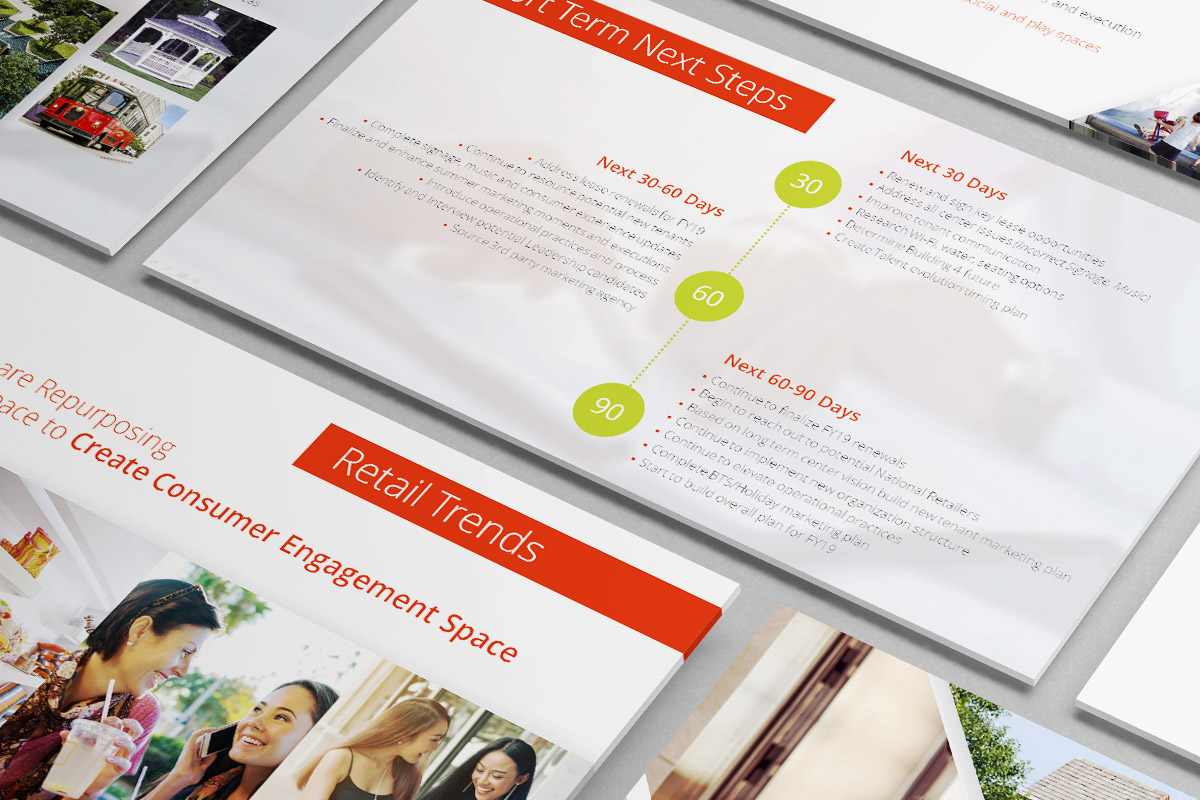 and execution
social and play spaces
Short Term Next Steps
30
Next 30 Days
• Renew and sign key lease opportunities
• Address all center issues (Incorrect Signage, Music)
• Improve tenant communication
• Research Wi-Fi, water, seating options
• Determine Building 4 future
• Create Talent evolution timing plan
60
Next 30-60 Days
• Address lease renewals for FY19
• Continue to resource potential new tenants
• Complete signage, music and consumer experience updates
• Finalize and enhance summer marketing moments and executions
• Introduce operational practices and process
• Identify and Interview potential Leadership candidates
• Source 3rd party marketing agency
90
Next 60-90 Days
• Continue to finalize FY19 renewals
• Begin to reach out to potential National Retailers
• Based on long term center vision build new tenant marketing plan
• Continue to implement new organization structure
• Continue to elevate operational practices
• Complete BTS/Holiday marketing plan
• Start to build overall plan for FY19
Retail Trends
are Repurposing
to Create Consumer Engagement Space